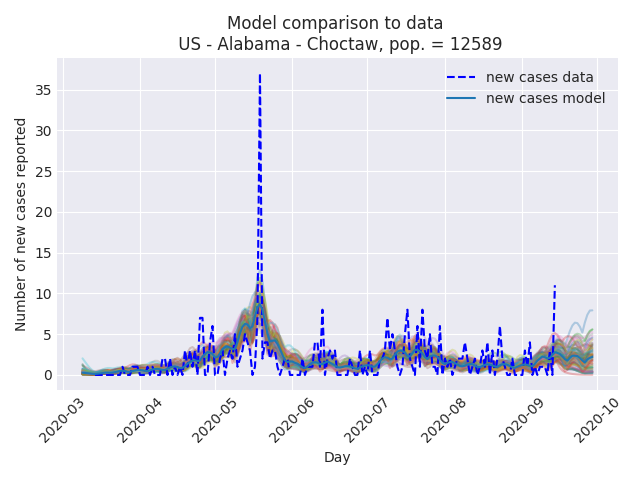 Model comparison to data
US - Alabama - Choctaw, pop. = 12589
new cases data
new cases model
Number of new cases reported
35
30
25
20
15
10
5
0
2020-03
2020-04
2020-05
2020-06
2020-07
2020-08
2020-09
2020-10
Day